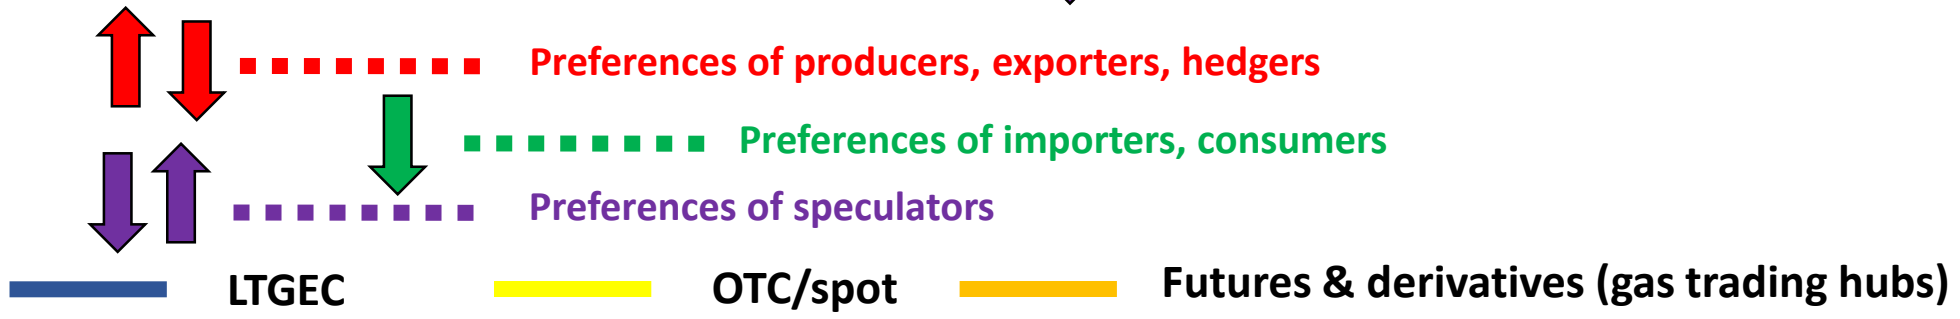 Preferences of producers, exporters, hedgers
Preferences of importers, consumers
Preferences of speculators
LTGEC OTC/spot Futures & derivatives (gas trading hubs)